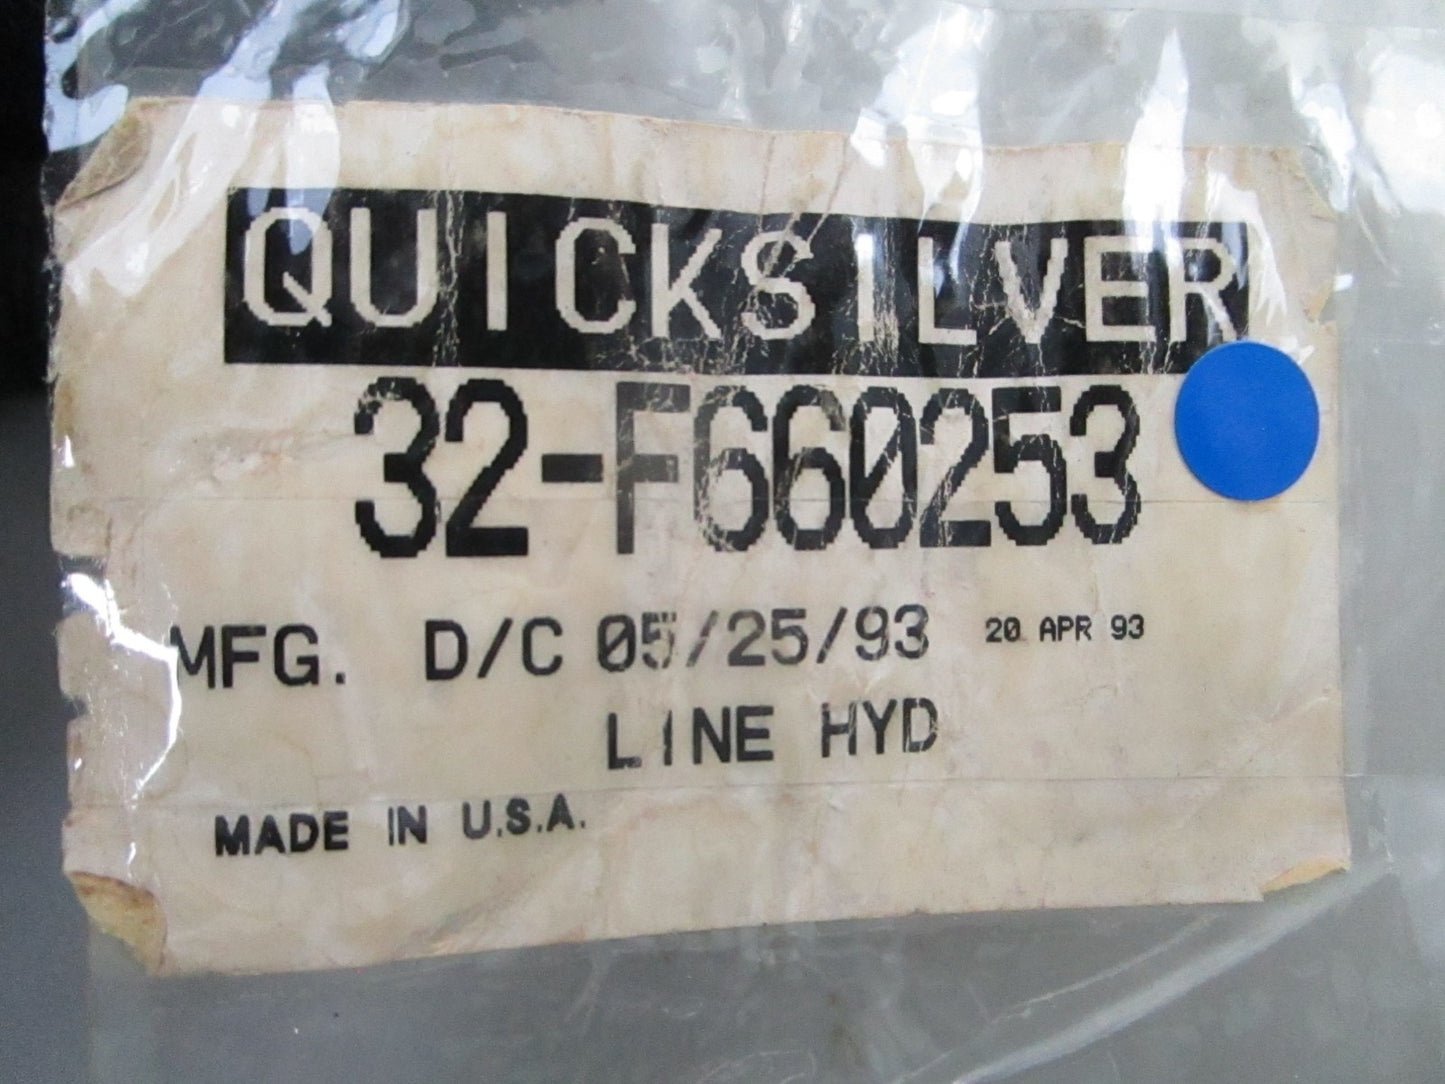 QUICKSILVER
32-F660253
MFG. D/C 05/25/93 20 APR 93
LINE HYD
MADE IN U.S.A.